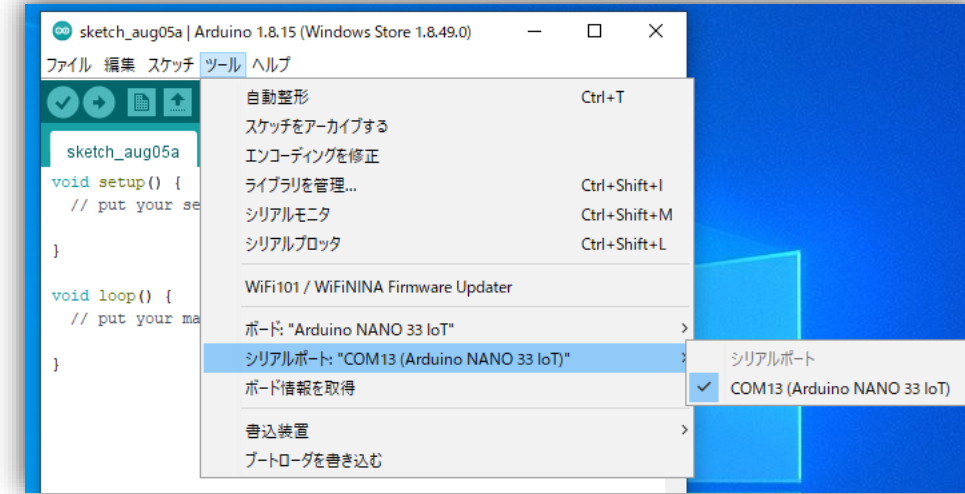 sketch_aug05a | Arduino 1.8.15 (Windows Store 1.8.49.0)
ファイル 編集 スケッチ ツール ヘルプ
sketch_aug05a
void setup() {
// put your se
}
void loop() {
// put your ma
}
自動整形 Ctrl+T
スケッチをアーカイブする
エンコーディングを修正
ライブラリを管理... Ctrl+Shift+I
シリアルモニタ Ctrl+Shift+M
シリアルプロッタ Ctrl+Shift+L
WiFi101 / WiFiNINA Firmware Updater
ボード: "Arduino NANO 33 IoT"
シリアルポート: "COM13 (Arduino NANO 33 IoT)"
ボード情報を取得
書込装置
ブートローダを書き込む
シリアルポート
COM13 (Arduino NANO 33 IoT)